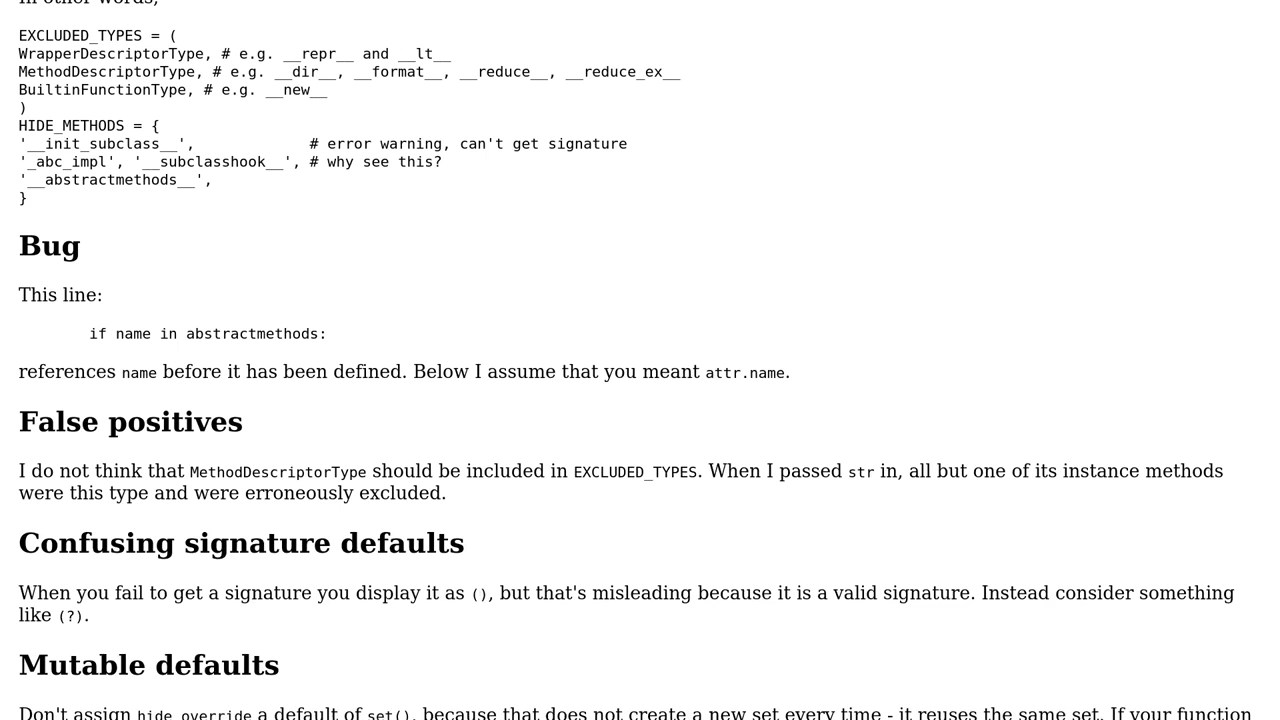 In other words,
EXCLUDED_TYPES = (
WrapperDescriptorType, # e.g. __repr__ and __lt__
MethodDescriptorType, # e.g. __dir__, __format__, __reduce__, __reduce_ex__
BuiltinFunctionType, # e.g. __new__
)
HIDE_METHODS = {
'__init_subclass__',             # error warning, can't get signature
'_abc_impl', '__subclasshook__', # why see this?
'__abstractmethods__',
}
Bug
This line:
        if name in abstractmethods:
references name before it has been defined. Below I assume that you meant attr.name.
False positives
I do not think that MethodDescriptorType should be included in EXCLUDED_TYPES. When I passed str in, all but one of its instance methods
were this type and were erroneously excluded.
Confusing signature defaults
When you fail to get a signature you display it as (), but that's misleading because it is a valid signature. Instead consider something
like (?).
Mutable defaults
Don't assign hide_override a default of set(), because that does not create a new set every time - it reuses the same set. If your function